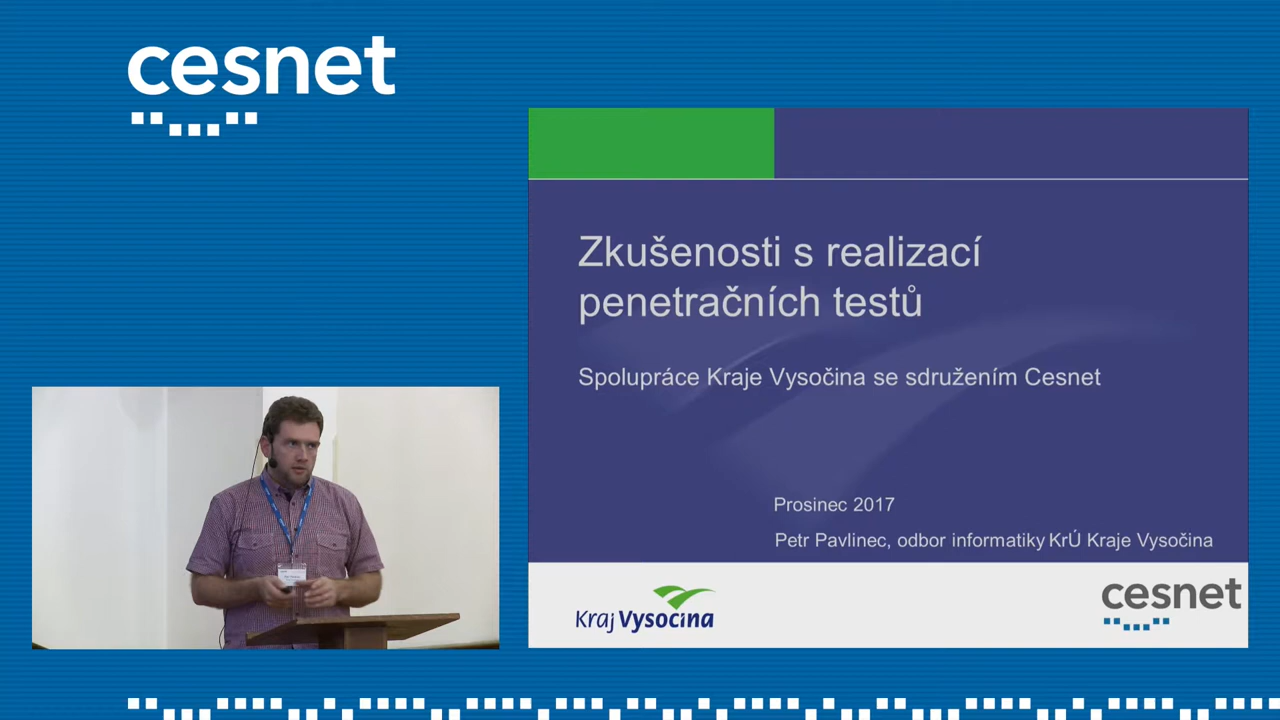 cesnet
Zkušenosti s realizací
penetračních testů
Spolupráce Kraje Vysočina se sdružením Cesnet
Prosinec 2017
Petr Pavlinec, odbor informatiky KrÚ Kraje Vysočina
Kraj Vysočina
cesnet